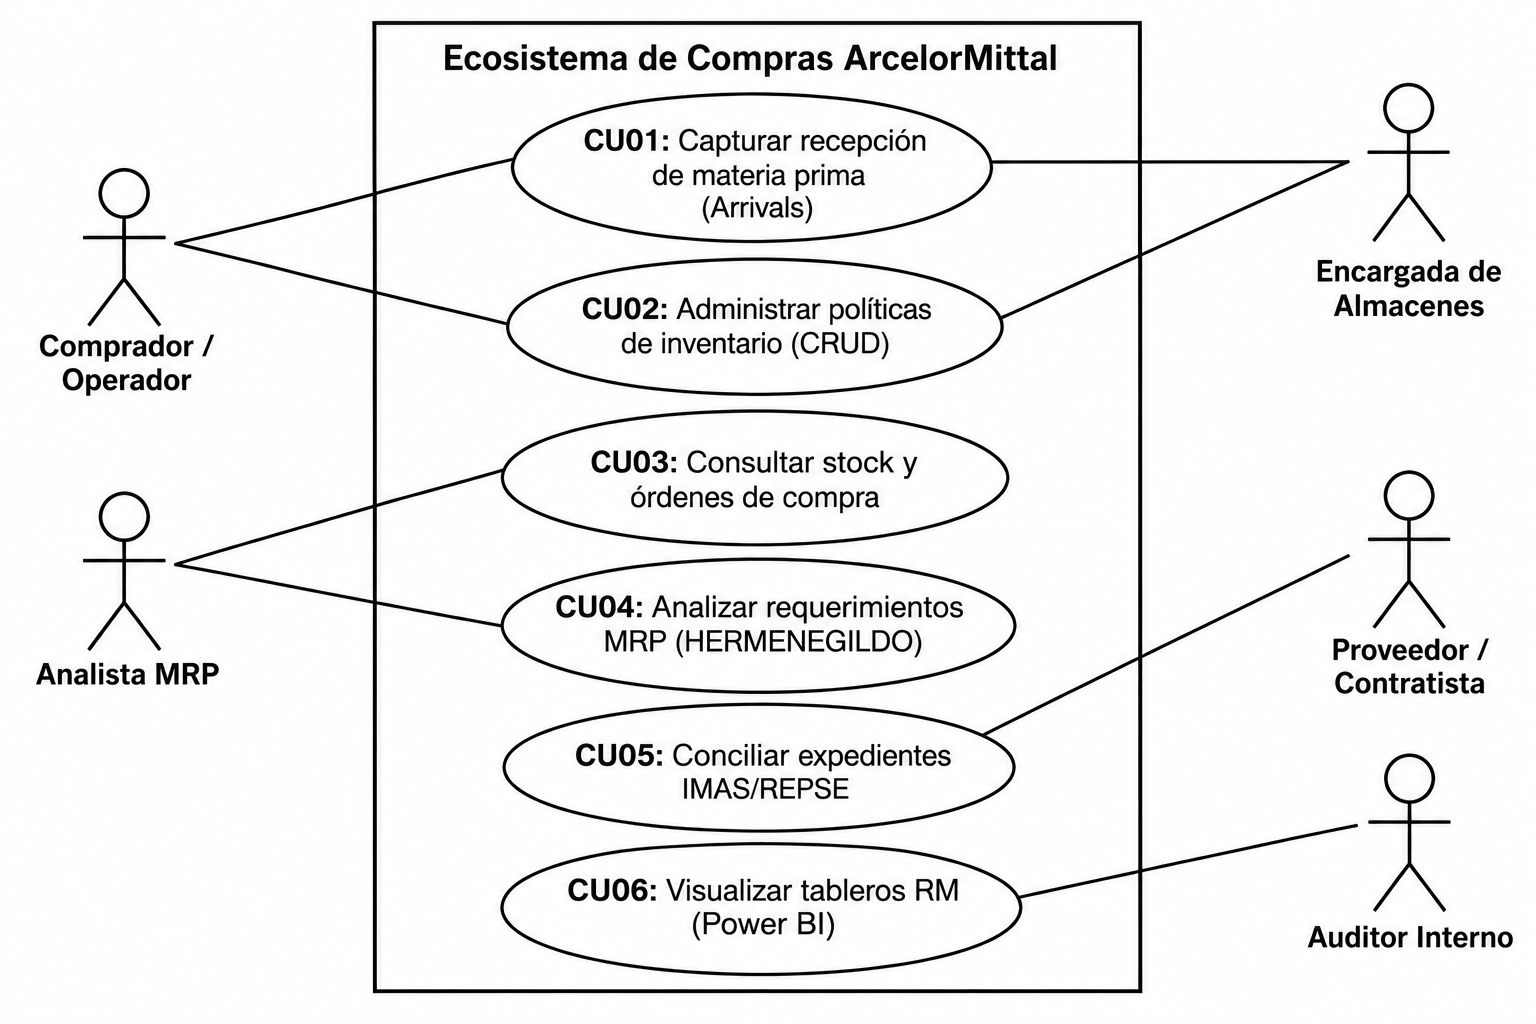 Ecosistema de Compras ArcelorMittal
CU01: Capturar recepción
de materia prima
(Arrivals)
CU02: Administrar políticas
de inventario (CRUD)
CU03: Consultar stock y
órdenes de compra
CU04: Analizar requerimientos
MRP (HERMENEGILDO)
CU05: Conciliar expedientes
IMAS/REPSE
CU06: Visualizar tableros RM
(Power BI)
Comprador /
Operador
Analista MRP
Encargada de
Almacenes
Proveedor /
Contratista
Auditor Interno